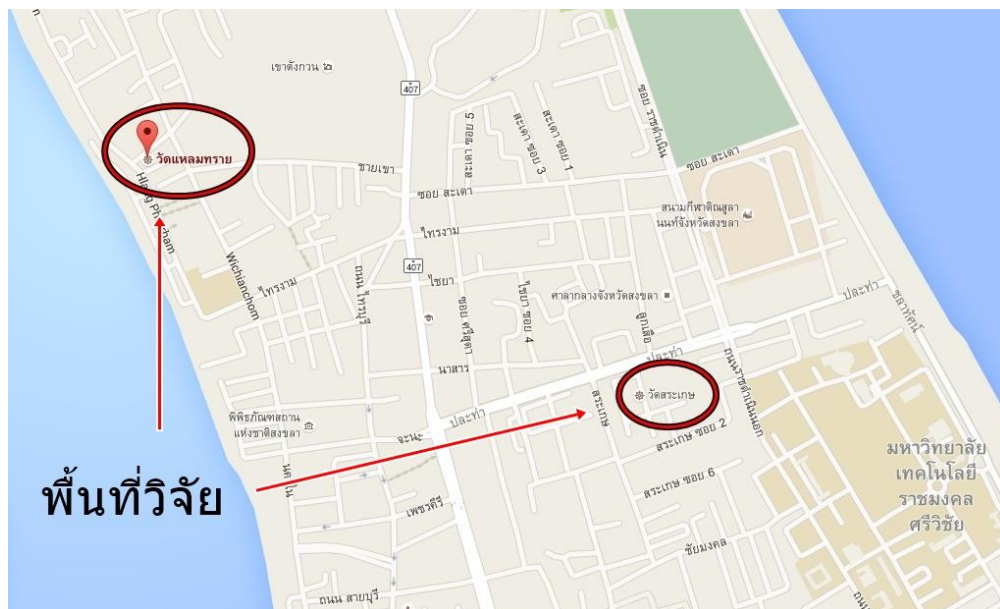 เขาตังกวน
407
วัดแหลมทราย
ชายเขา
สะเดา ซอย 5
สะเดา ซอย 3
สะเดา ซอย 1
ซอย ราชดำเนิน
ซอย สะเดา
ซอย สะเดา
Wichianchom
ไทรงาม
ไทรงาม
สนามกีฬาติณสูลา
นนท์จังหวัดสงขลา
407
ไชยา
ถนน ไทรบุรี
ซอย ศรีสุดา
ไชยา ซอย 4
ศาลากลางจังหวัดสงขลา
ลูกเสือ
ปละท่า
ชลาทัศน์
ปละท่า
นาสาร
สระเกษ
วัดสระเกษ
ถนนราชดำเนินนอก
พิพิธภัณฑสถาน
แห่งชาติสงขลา
จะนะ
ปละท่า
สระเกษ ซอย 2
มหาวิทยาลัย
เทคโนโลยี
ราชมงคล
ศรีวิชัย
พื้นที่วิจัย
สระเกษ ซอย 6
เพชรคีรี
ชัยมงคล
ถนน สายบุรี